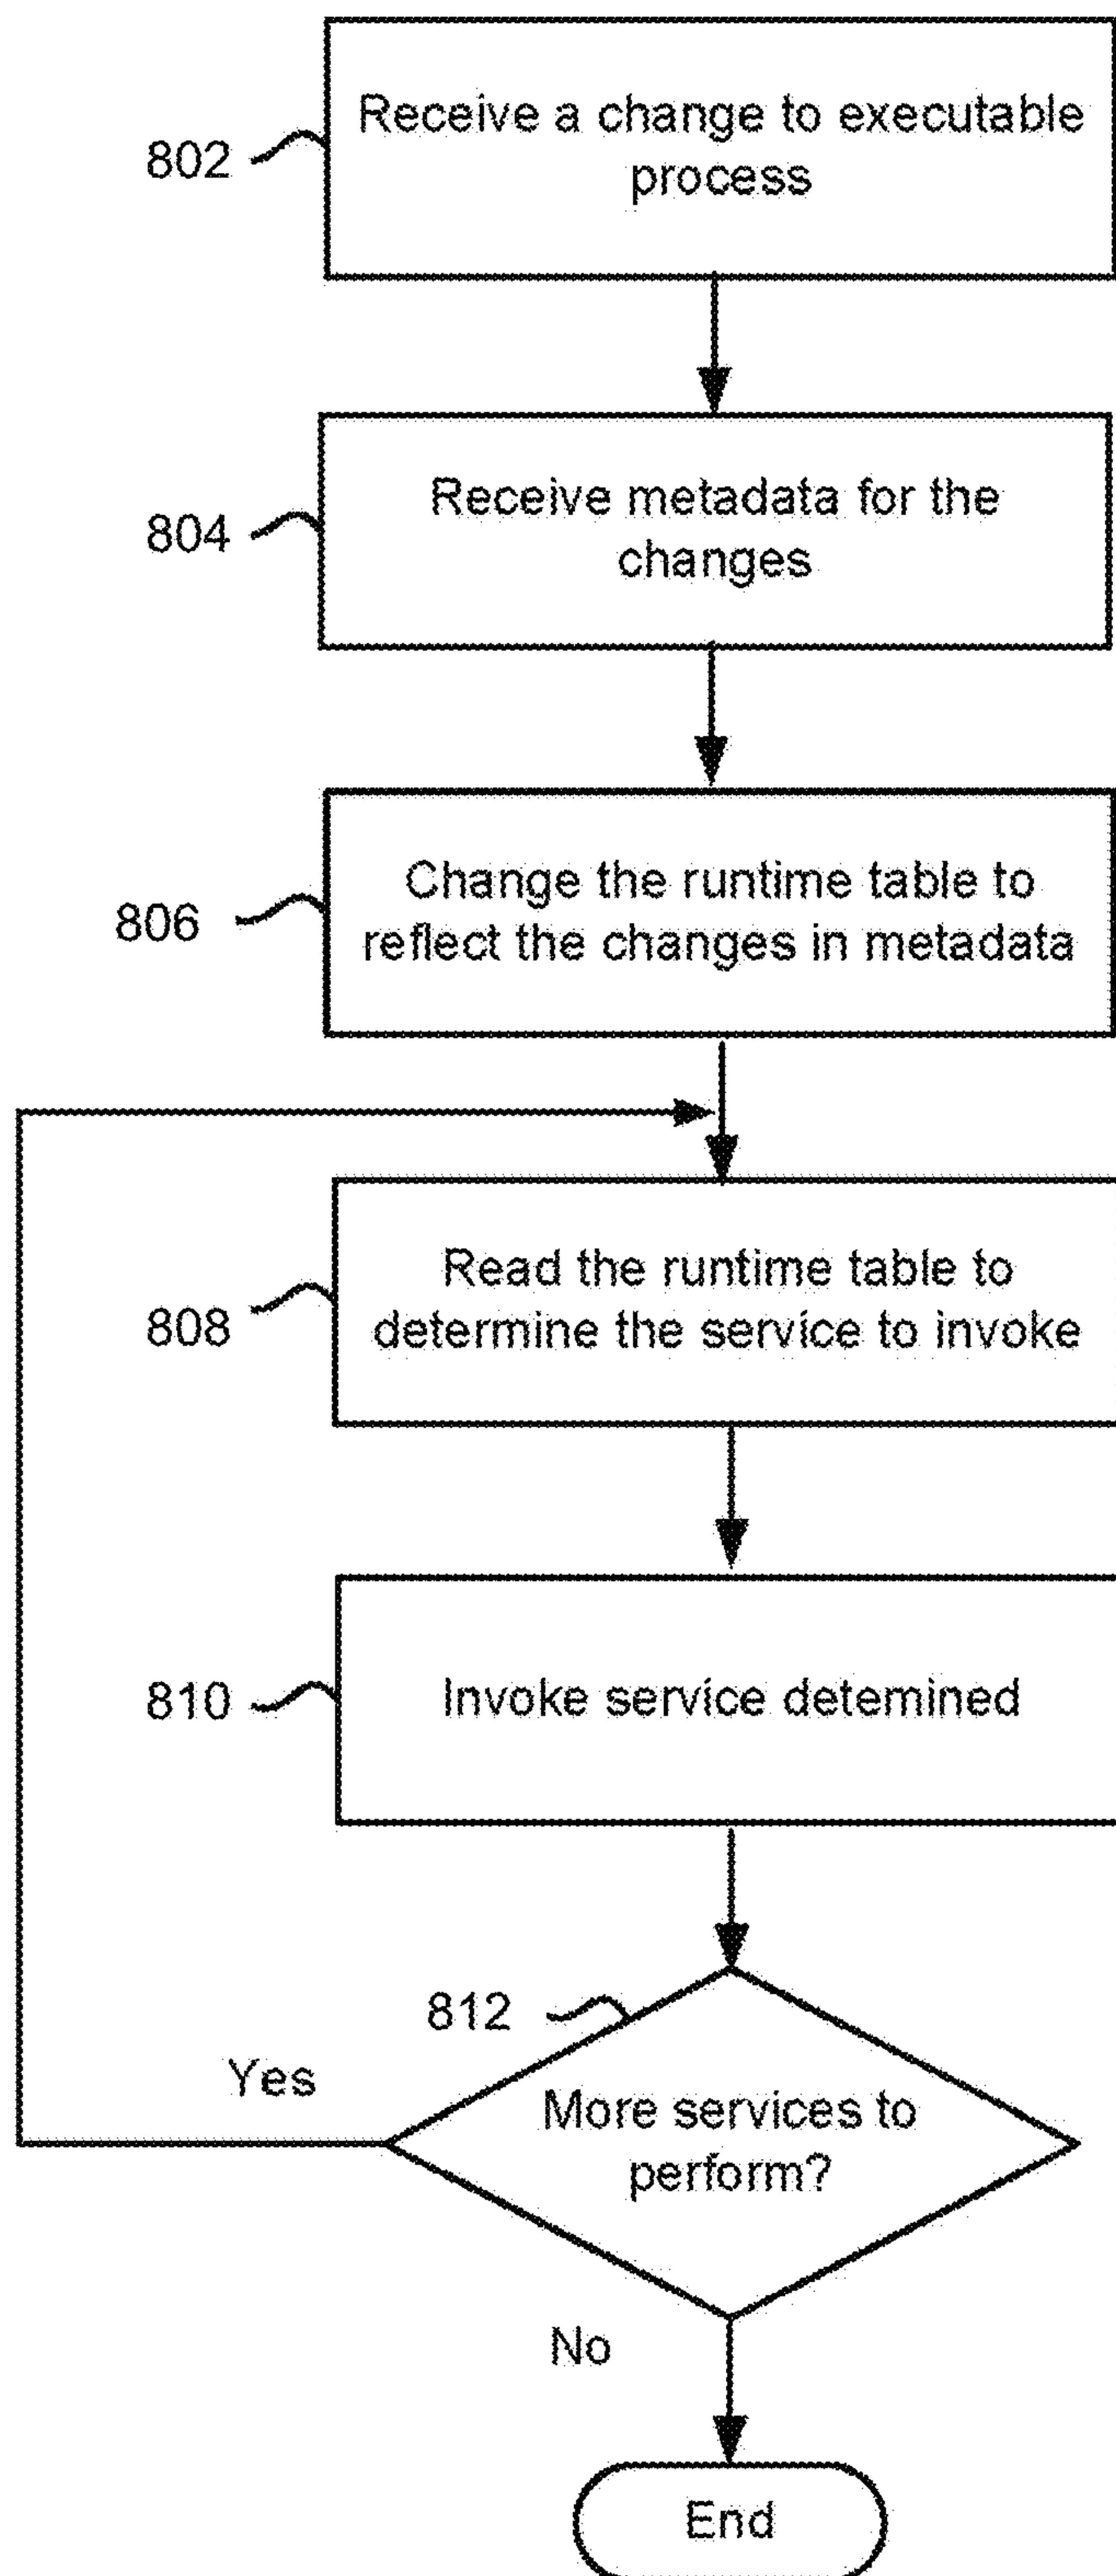 Receive a change to executable
process
802
Receive metadata for the
changes
804
Change the runtime table to
reflect the changes in metadata
806
Read the runtime table to
determine the service to invoke
808
Invoke service detemined
810
812
Yes
More services to
perform?
No
End